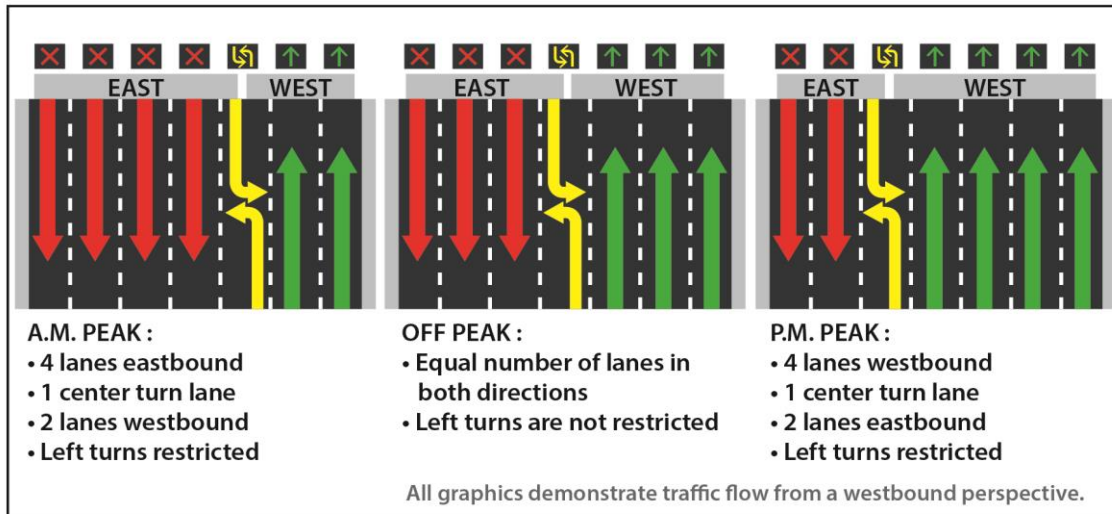 EAST WEST
A.M. PEAK :
• 4 lanes eastbound
• 1 center turn lane
• 2 lanes westbound
• Left turns restricted
EAST WEST
OFF PEAK :
• Equal number of lanes in
both directions
• Left turns are not restricted
EAST WEST
P.M. PEAK :
• 4 lanes westbound
• 1 center turn lane
• 2 lanes eastbound
• Left turns restricted
All graphics demonstrate traffic flow from a westbound perspective.